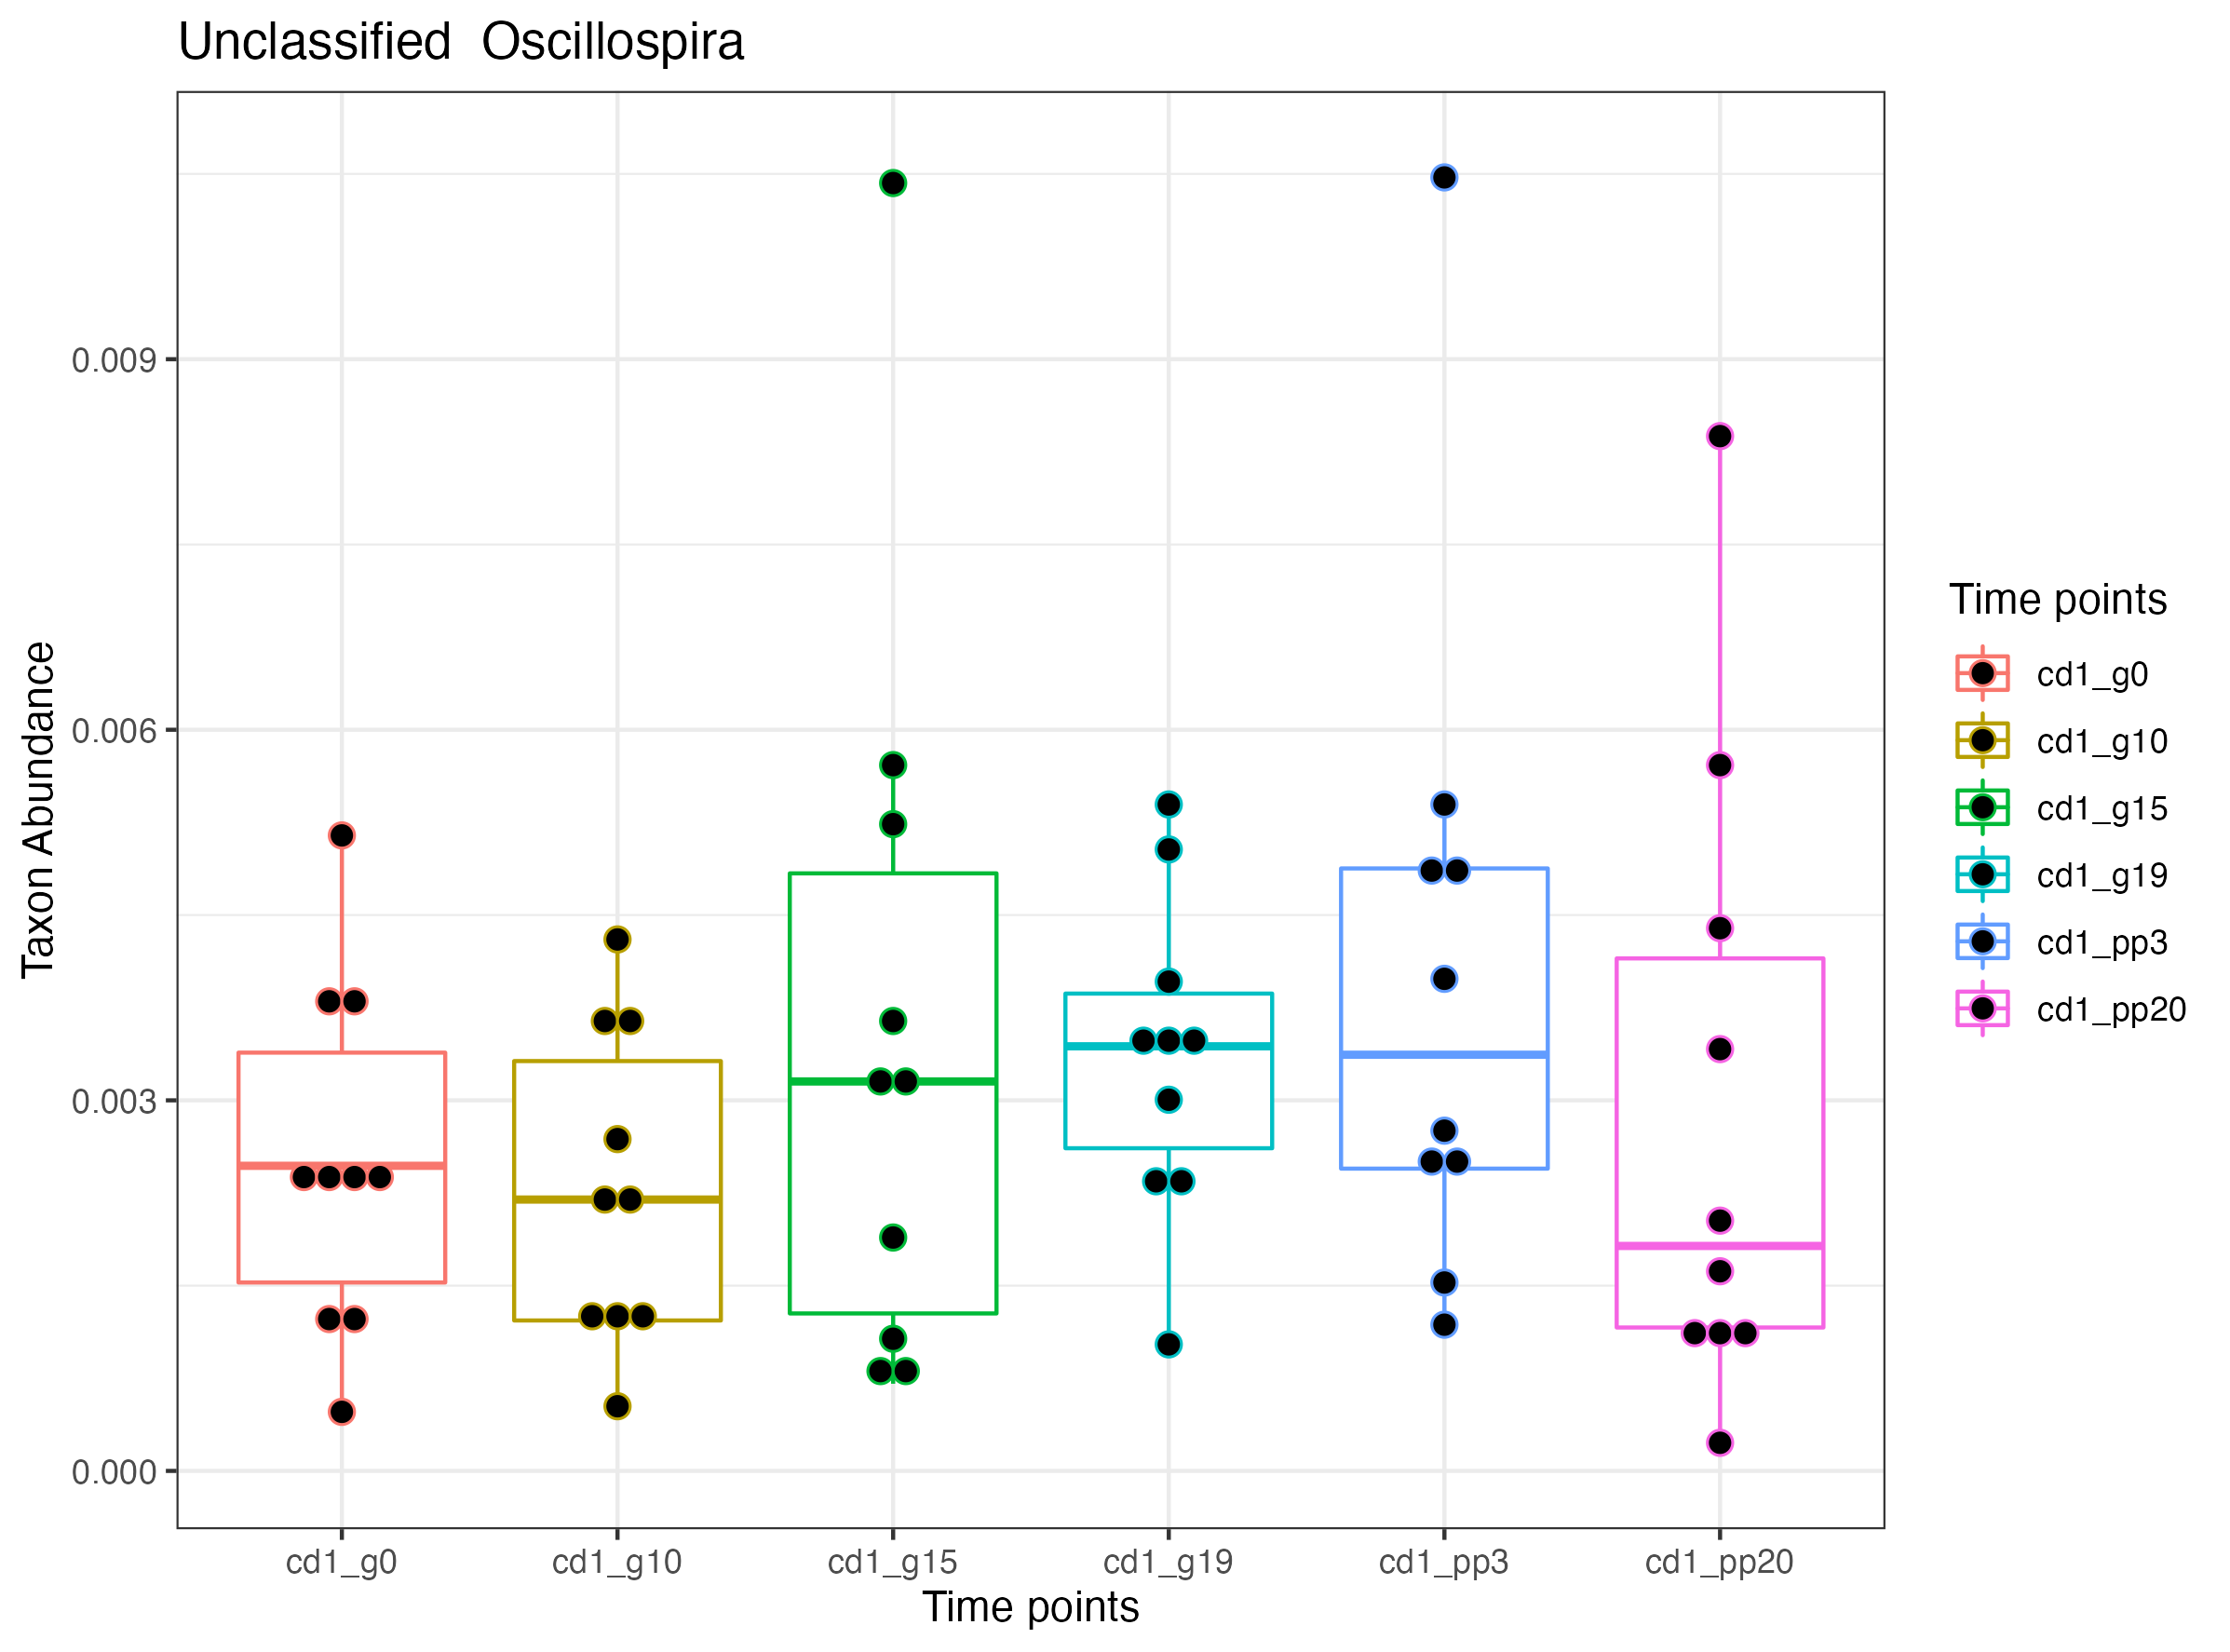 Unclassified  Oscillospira
Taxon Abundance
0.009
0.006
0.003
0.000
cd1_g0 cd1_g10 cd1_g15 cd1_g19 cd1_pp3 cd1_pp20
Time points
Time points
cd1_g0
cd1_g10
cd1_g15
cd1_g19
cd1_pp3
cd1_pp20